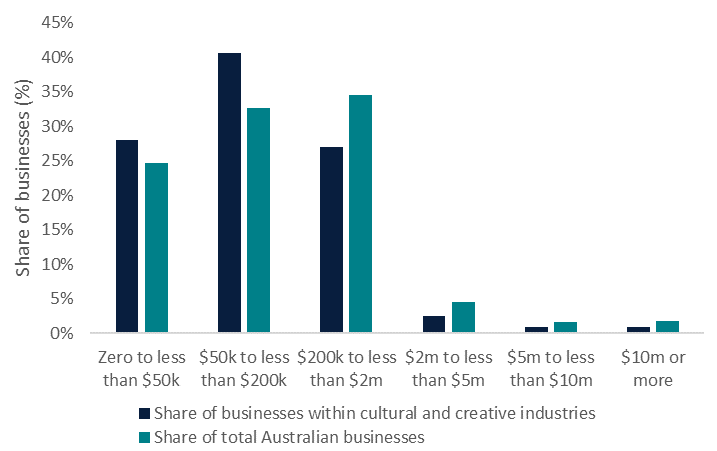 45%
40%
35%
30%
25%
20%
15%
10%
5%
0%
Share of businesses (%)
Zero to less
than $50k
$50k to less
than $200k
$200k to less
than $2m
$2m to less
than $5m
$5m to less
than $10m
$10m or
more
Share of businesses within cultural and creative industries
Share of total Australian businesses